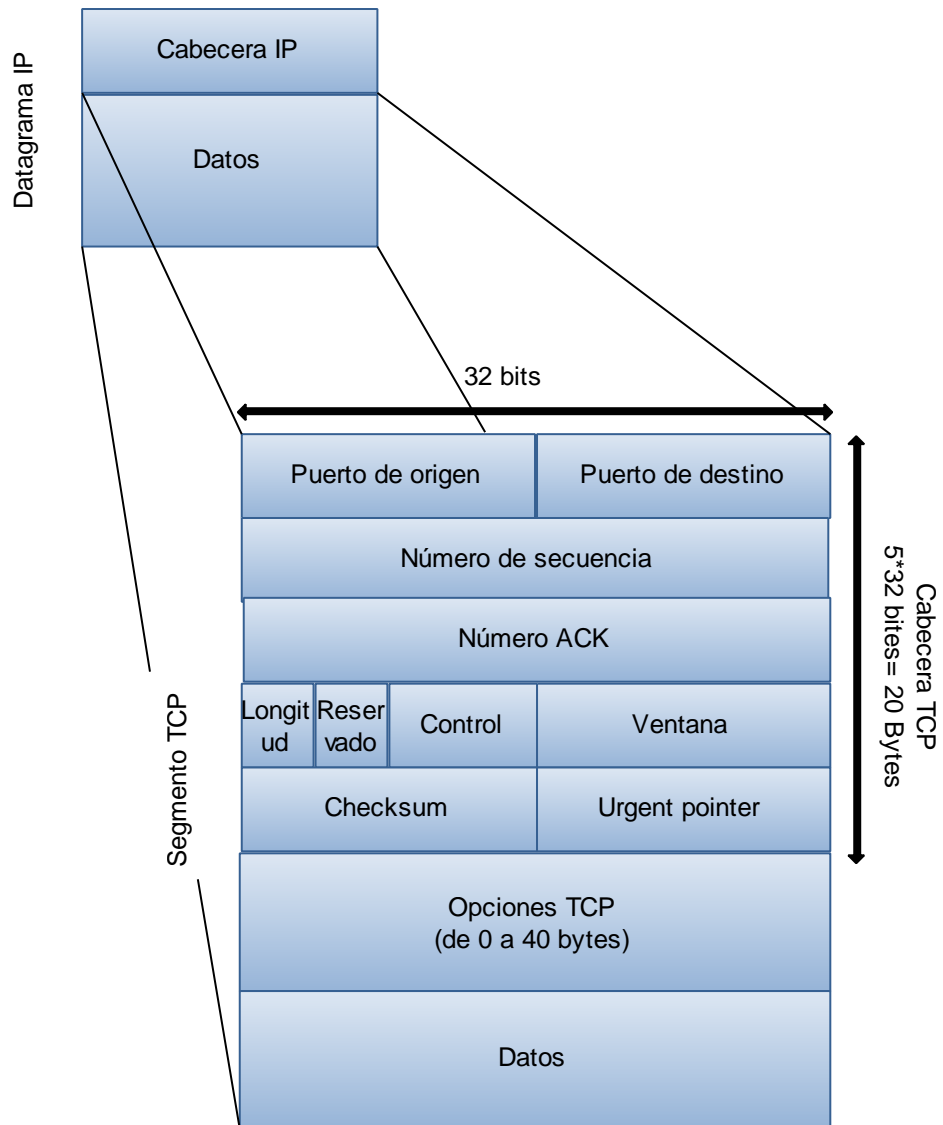 Datagrama IP
Cabecera IP
Datos
32 bits
Puerto de origen
Puerto de destino
Número de secuencia
Número ACK
Longit
ud
Reser
vado
Control
Ventana
Checksum
Urgent pointer
Opciones TCP
(de 0 a 40 bytes)
Datos
Segmento TCP
Cabecera TCP
5*32 bites= 20 Bytes